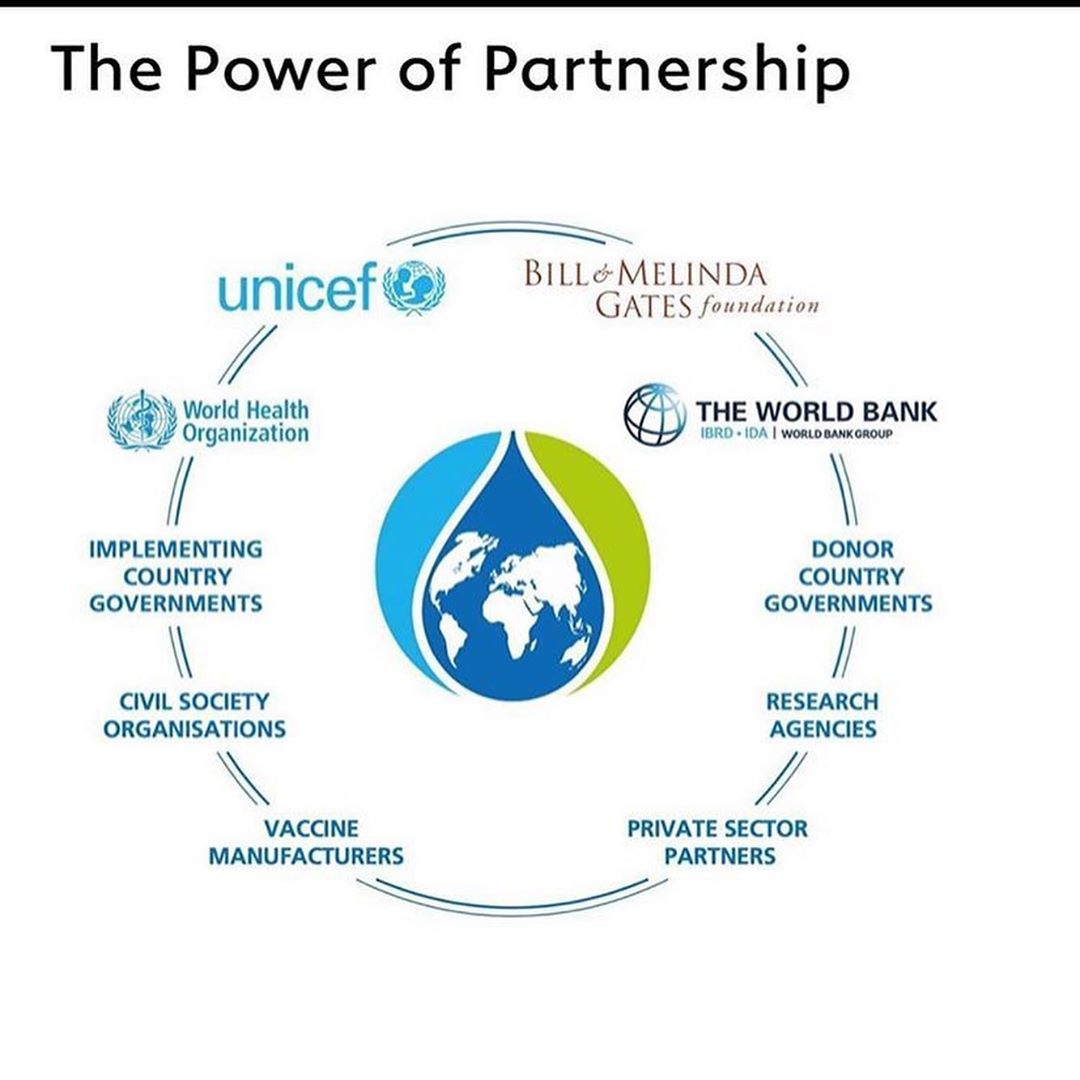 The Power of Partnership
unicef
BILL & MELINDA
GATES foundation
World Health
Organization
THE WORLD BANK
IBRD • IDA | WORLD BANK GROUP
IMPLEMENTING
COUNTRY
GOVERNMENTS
DONOR
COUNTRY
GOVERNMENTS
CIVIL SOCIETY
ORGANISATIONS
RESEARCH
AGENCIES
VACCINE
MANUFACTURERS
PRIVATE SECTOR
PARTNERS